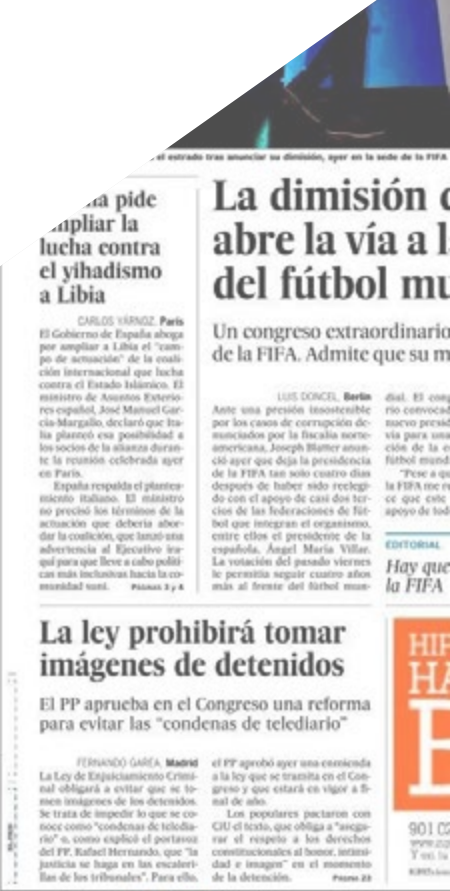 el estrado tras anunciar su dimisión, ayer en la sede de la FIFA
pide
ampliar la
lucha contra
el yihadismo
a Libia
CARLOS YÁRNOZ, París
El Gobierno de España aboga
por ampliar a Libia el "cam-
po de actuación" de la coali-
ción internacional que lucha
contra el Estado Islámico. El
ministro de Asuntos Exterio-
res español, José Manuel Gar-
cía-Margallo, declaró que Ita-
lia planteó esa posibilidad a
los socios de la alianza duran-
te la reunión celebrada ayer
en París.
España respalda el plantea-
miento italiano. El ministro
no precisó los términos de la
actuación que debería abor-
dar la coalición, que lanzó una
advertencia al Ejecutivo ira-
quí para que lleve a cabo políti-
cas más inclusivas hacia la co-
munidad suní. Páginas 3 y 4
La dimisión
abre la vía a
del fútbol mu
Un congreso extraordinario
de la FIFA. Admite que su m
LUIS DONCEL, Berlín
Ante una presión insostenible
por los casos de corrupción de-
nunciados por la fiscalía norte-
americana, Joseph Blatter anun-
ció ayer que deja la presidencia
de la FIFA tan solo cuatro días
después de haber sido reelegi-
do con el apoyo de casi dos ter-
cios de las federaciones de fút-
bol que integran el organismo,
entre ellos el presidente de la
española, Ángel María Villar.
La votación del pasado viernes
le permitía seguir cuatro años
más al frente del fútbol mun-
dial. El cong
rio convocad
nuevo presid
vía para una
ción de la e
fútbol mund
"Pese a qu
la FIFA me re
ce que este
apoyo de tod
EDITORIAL
Hay que
la FIFA
La ley prohibirá tomar
imágenes de detenidos
El PP aprueba en el Congreso una reforma
para evitar las "condenas de telediario"
FERNANDO GAREA, Madrid
La Ley de Enjuiciamiento Crimi-
nal obligará a evitar que se to-
men imágenes de los detenidos.
Se trata de impedir lo que se co-
noce como "condenas de teledia-
rio" o, como explicó el portavoz
del PP, Rafael Hernando, que "la
justicia se haga en las escaleri-
llas de los tribunales". Para ello,
el PP aprobó ayer una enmienda
a la ley que se tramita en el Con-
greso y que estará en vigor a fi-
nal de año.
Los populares pactaron con
CiU el texto, que obliga a "asegu-
rar el respeto a los derechos
constitucionales al honor, intimi-
dad e imagen" en el momento
de la detención. Página 23
HIP
HA
901 02